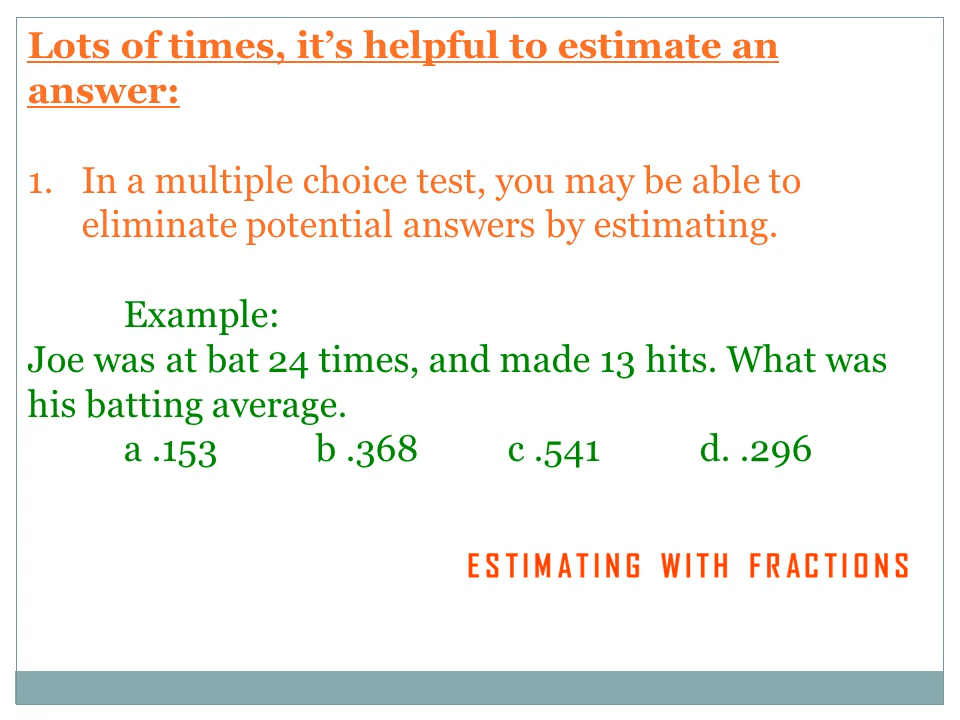 Lots of times, it’s helpful to estimate an
answer:
1. In a multiple choice test, you may be able to
eliminate potential answers by estimating.
Example:
Joe was at bat 24 times, and made 13 hits. What was
his batting average.
a .153 b .368 c .541 d. .296
ESTIMATING WITH FRACTIONS